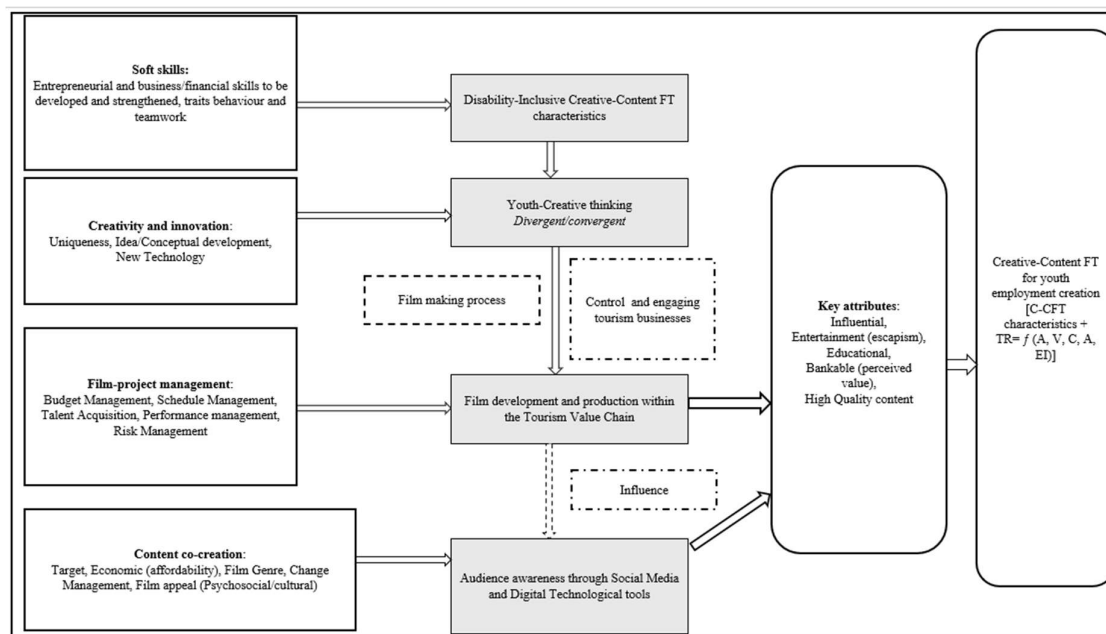 Soft skills:
Entrepreneurial and business/financial skills to be
developed and strengthened, traits behaviour and
teamwork
Disability-Inclusive Creative-Content FT
characteristics
Creativity and innovation:
Uniqueness, Idea/Conceptual development,
New Technology
Youth-Creative thinking
Divergent/convergent
Film making process
Control and engaging
tourism businesses
Film-project management:
Budget Management, Schedule Management,
Talent Acquisition, Performance management,
Risk Management
Film development and production within
the Tourism Value Chain
Influence
Content co-creation:
Target, Economic (affordability), Film Genre, Change
Management, Film appeal (Psychosocial/cultural)
Audience awareness through Social Media
and Digital Technological tools
Key attributes:
Influential,
Entertainment (escapism),
Educational,
Bankable (perceived
value),
High Quality content
Creative-Content FT
for youth
employment creation
[C-CFT
characteristics +
TR= ƒ (A, V, C, A,
EI)]